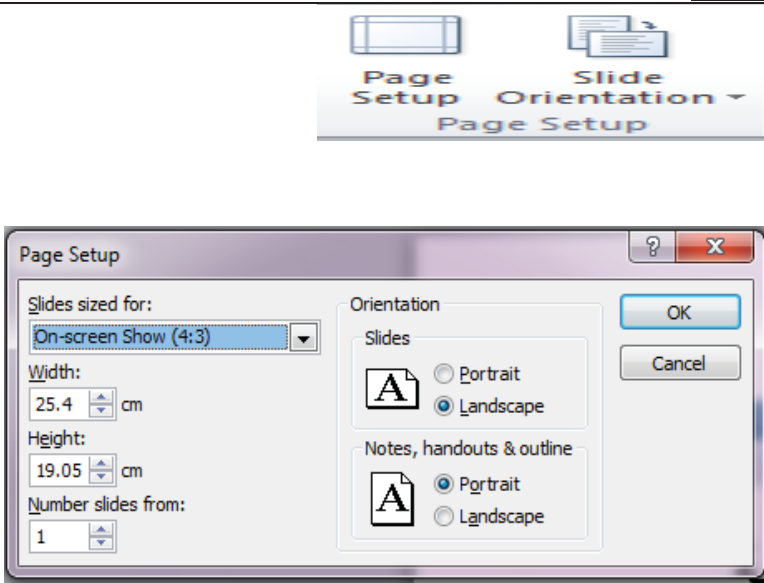 Page Setup
Slide Orientation
Page Setup
Page Setup
?
X
Slides sized for:
On-screen Show (4:3)
Width:
25.4 cm
Height:
19.05 cm
Number slides from:
1
Orientation
Slides
A
Portrait
Landscape
Notes, handouts & outline
A
Portrait
Landscape
OK
Cancel